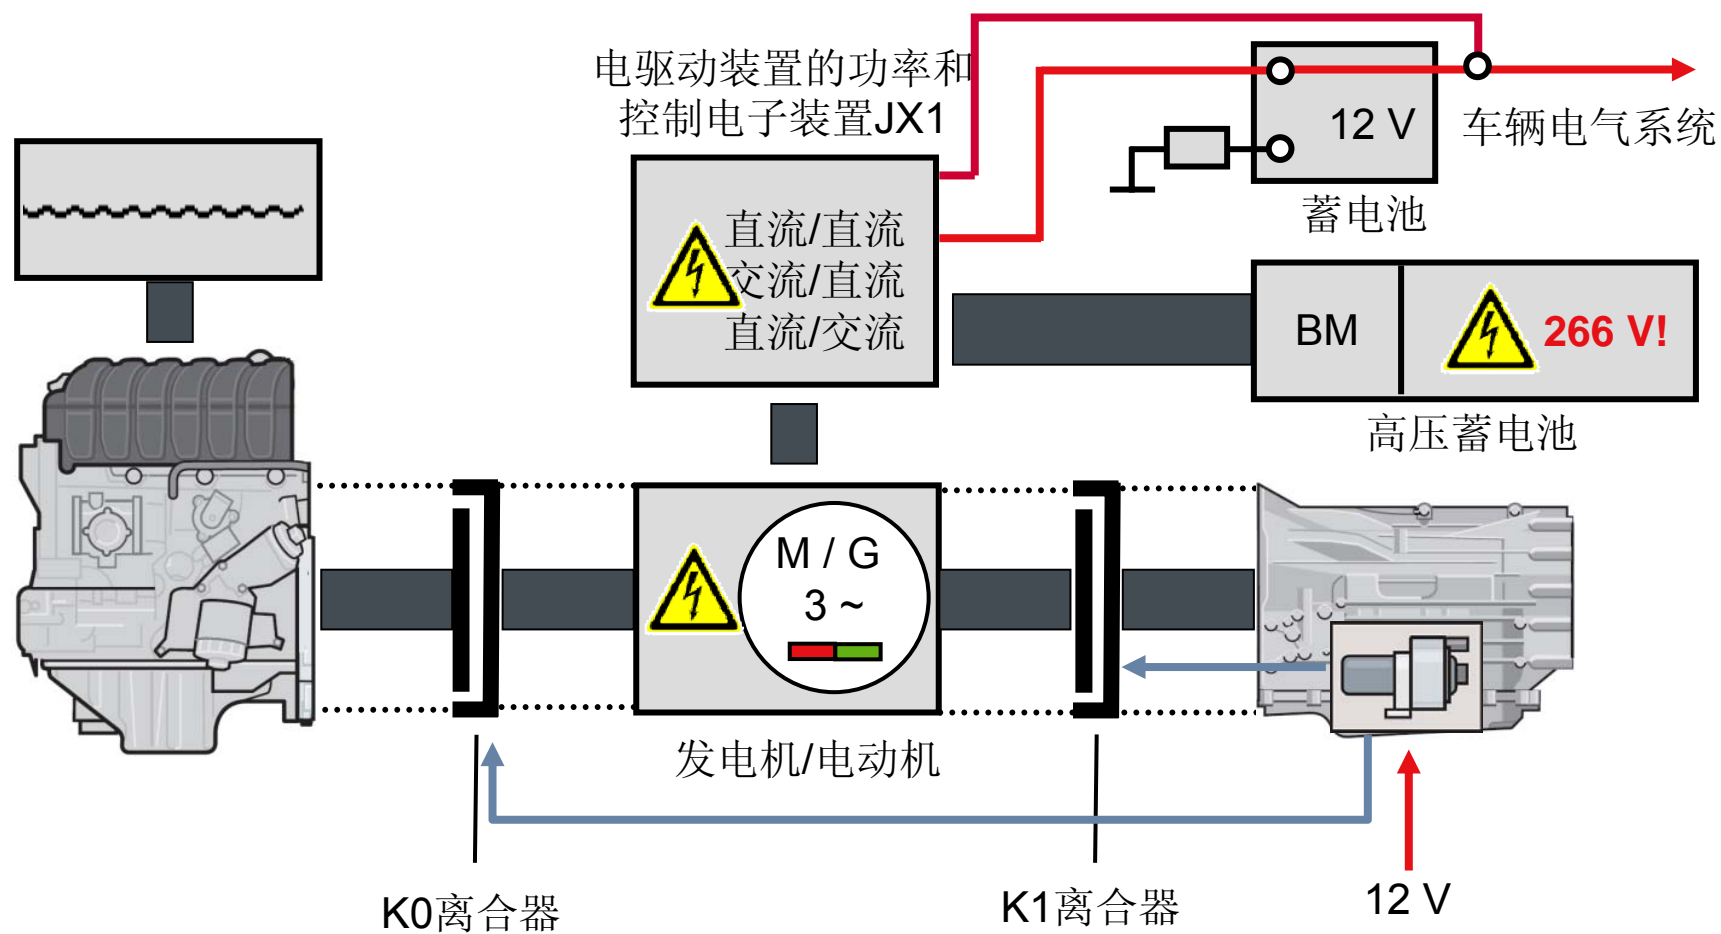 电驱动装置的功率和
控制电子装置JX1
12 V
车辆电气系统
蓄电池
直流/直流
交流/直流
直流/交流
BM
266 V!
高压蓄电池
M / G
3 ~
发电机/电动机
K0离合器
K1离合器
12 V